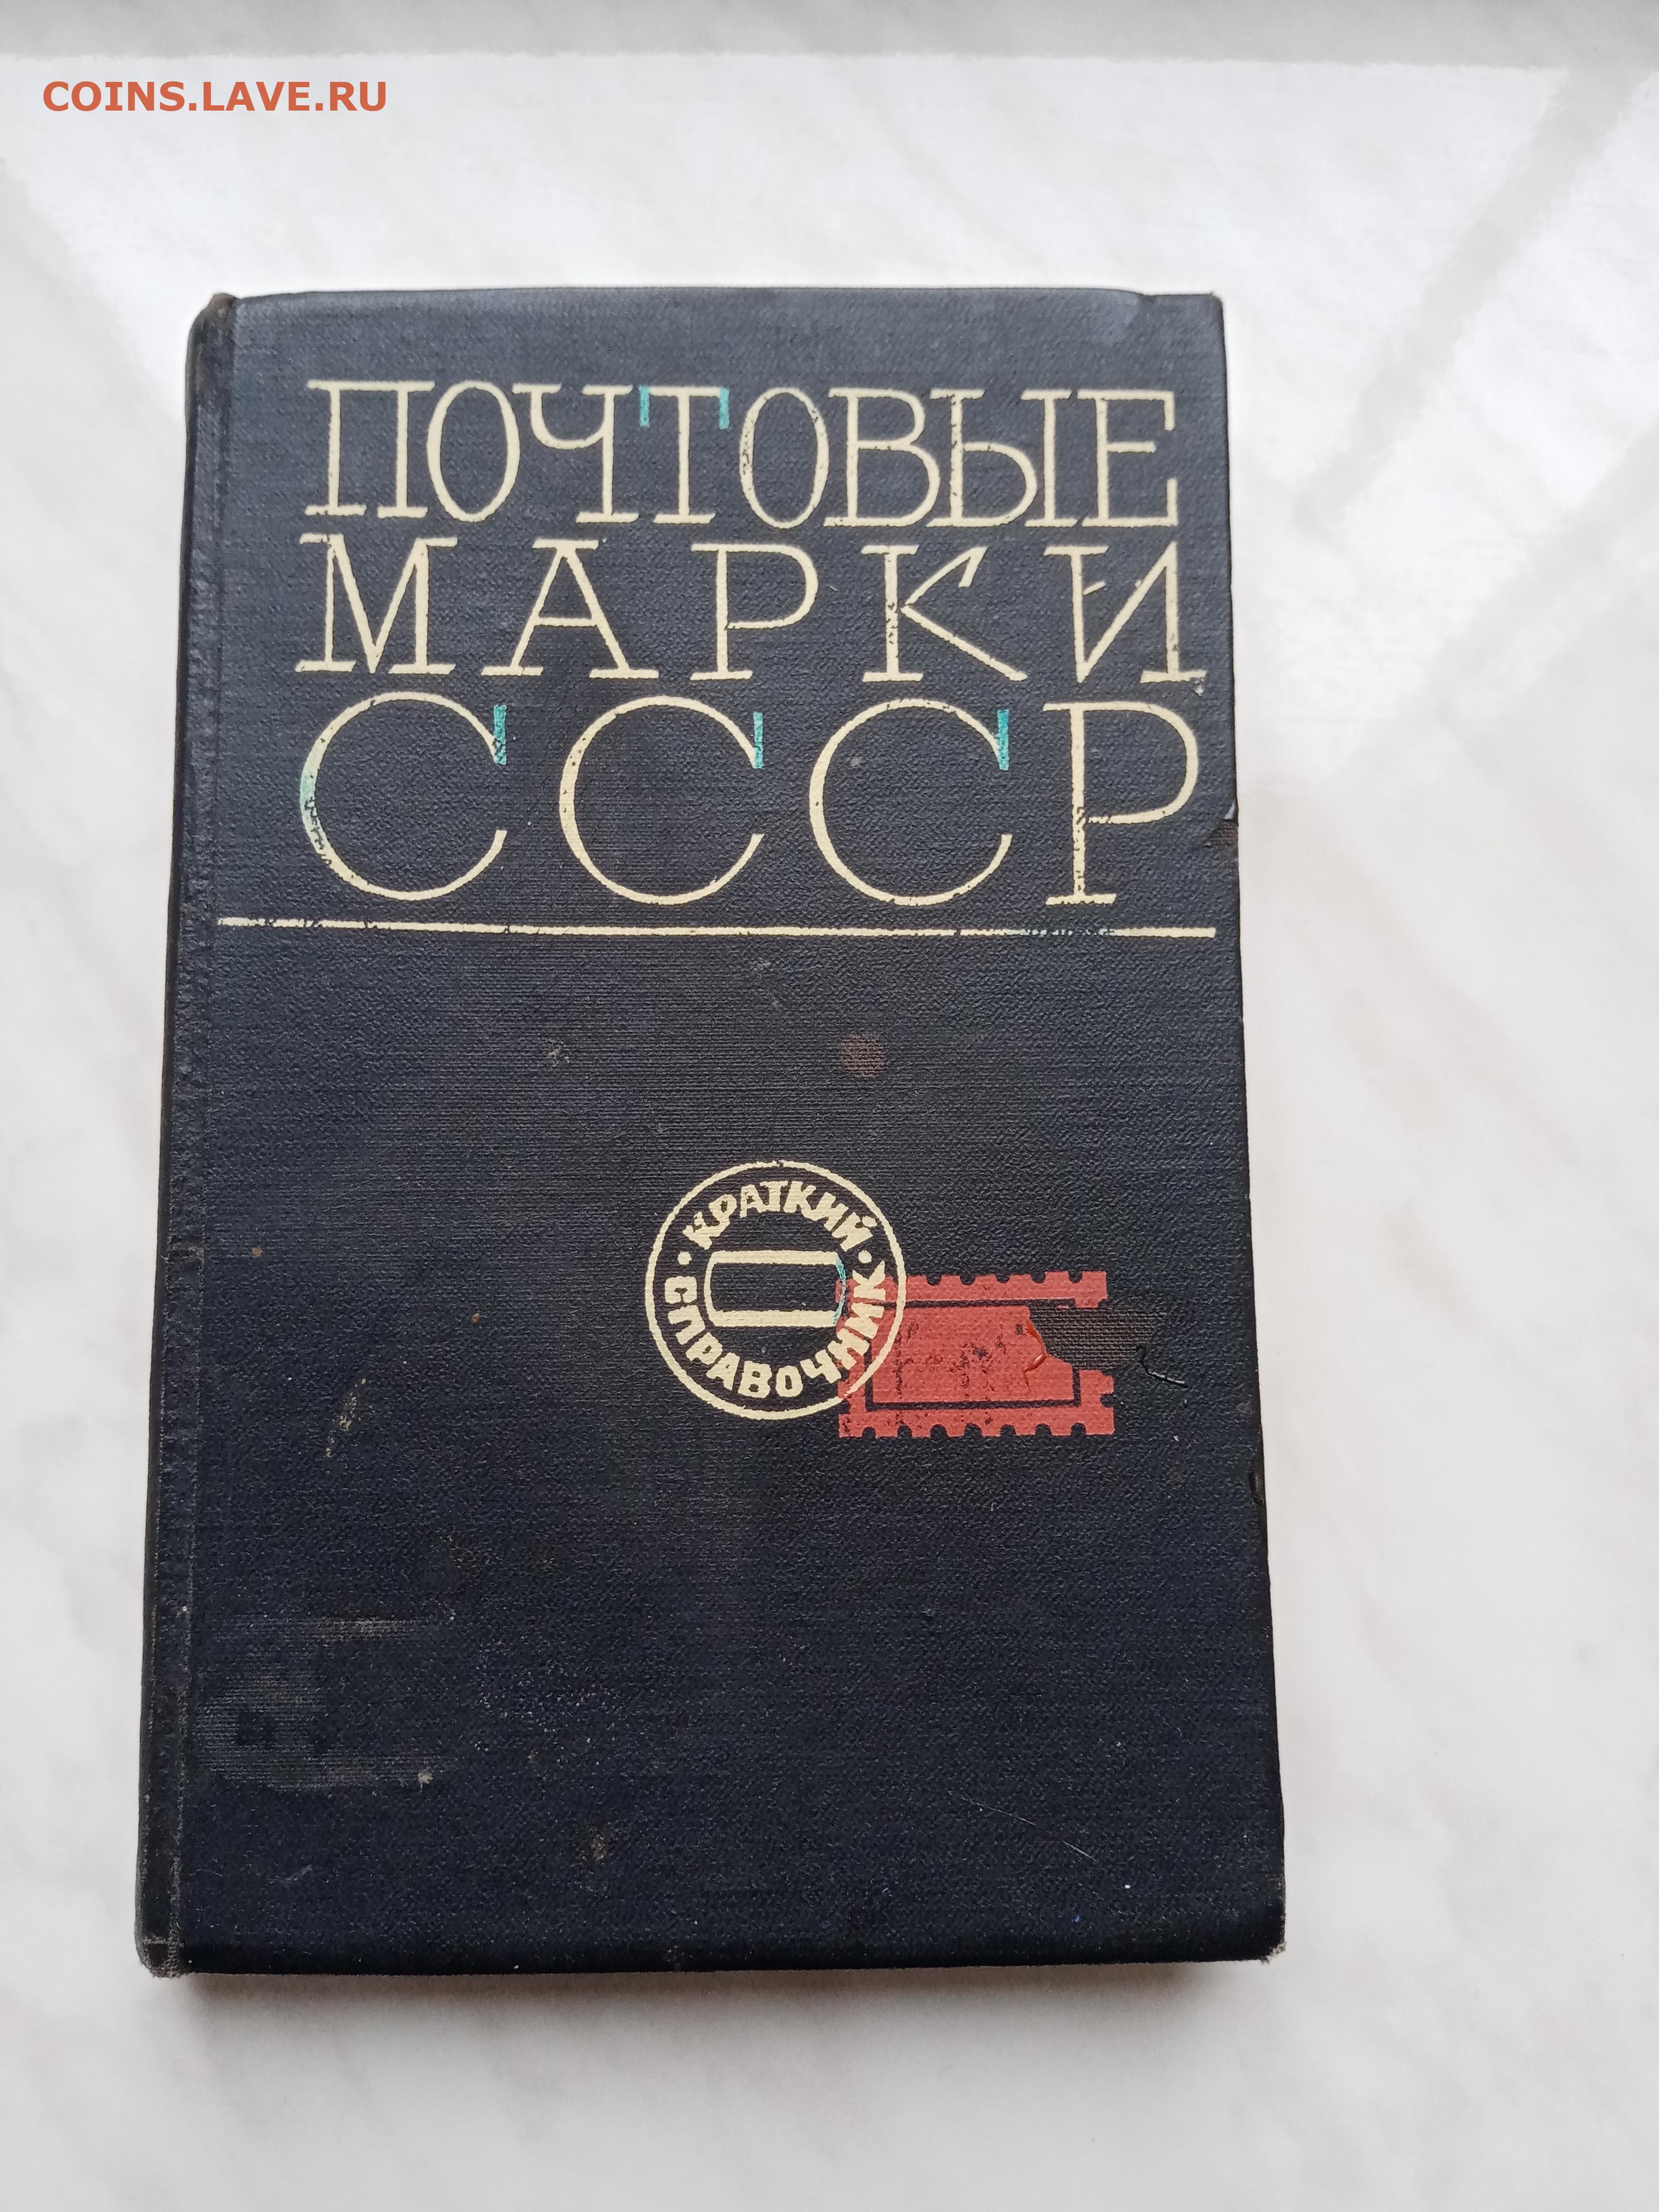 COINS.LAVE.RU
ПОЧТОВЫЕ
МАРКИ
СССР
КРАТКИЙ
СПРАВОЧНИК